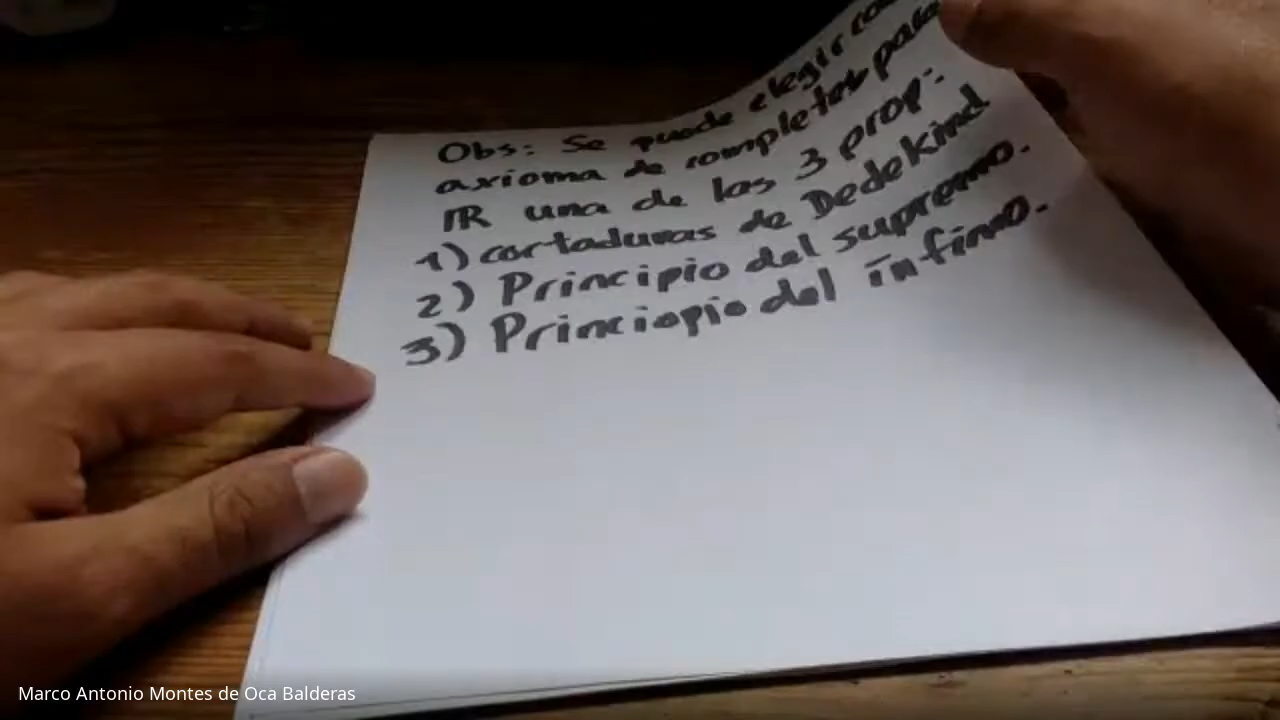 Obs: Se puede elegir
axioma de completes para
IR una de las 3 prop:
1) cortaduras de Dedekind
2) Principio del supremo.
3) Princiopio del ínfimo.
Marco Antonio Montes de Oca Balderas